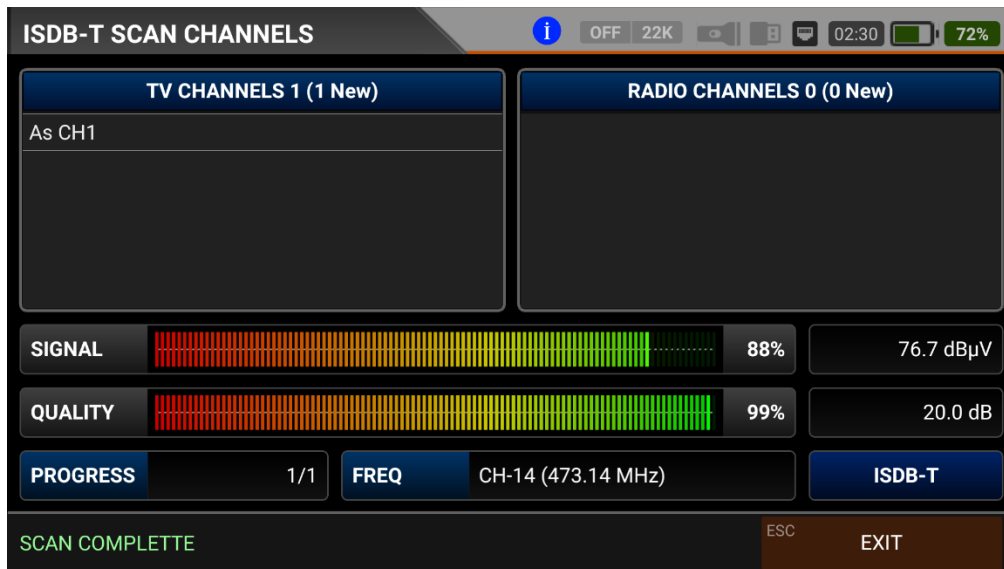 ISDB-T SCAN CHANNELS
i OFF 22K 02:30 72%
TV CHANNELS 1 (1 New)
As CH1
RADIO CHANNELS 0 (0 New)
SIGNAL 88% 76.7 dBµV
QUALITY 99% 20.0 dB
PROGRESS 1/1 FREQ CH-14 (473.14 MHz) ISDB-T
SCAN COMPLETTE ESC EXIT